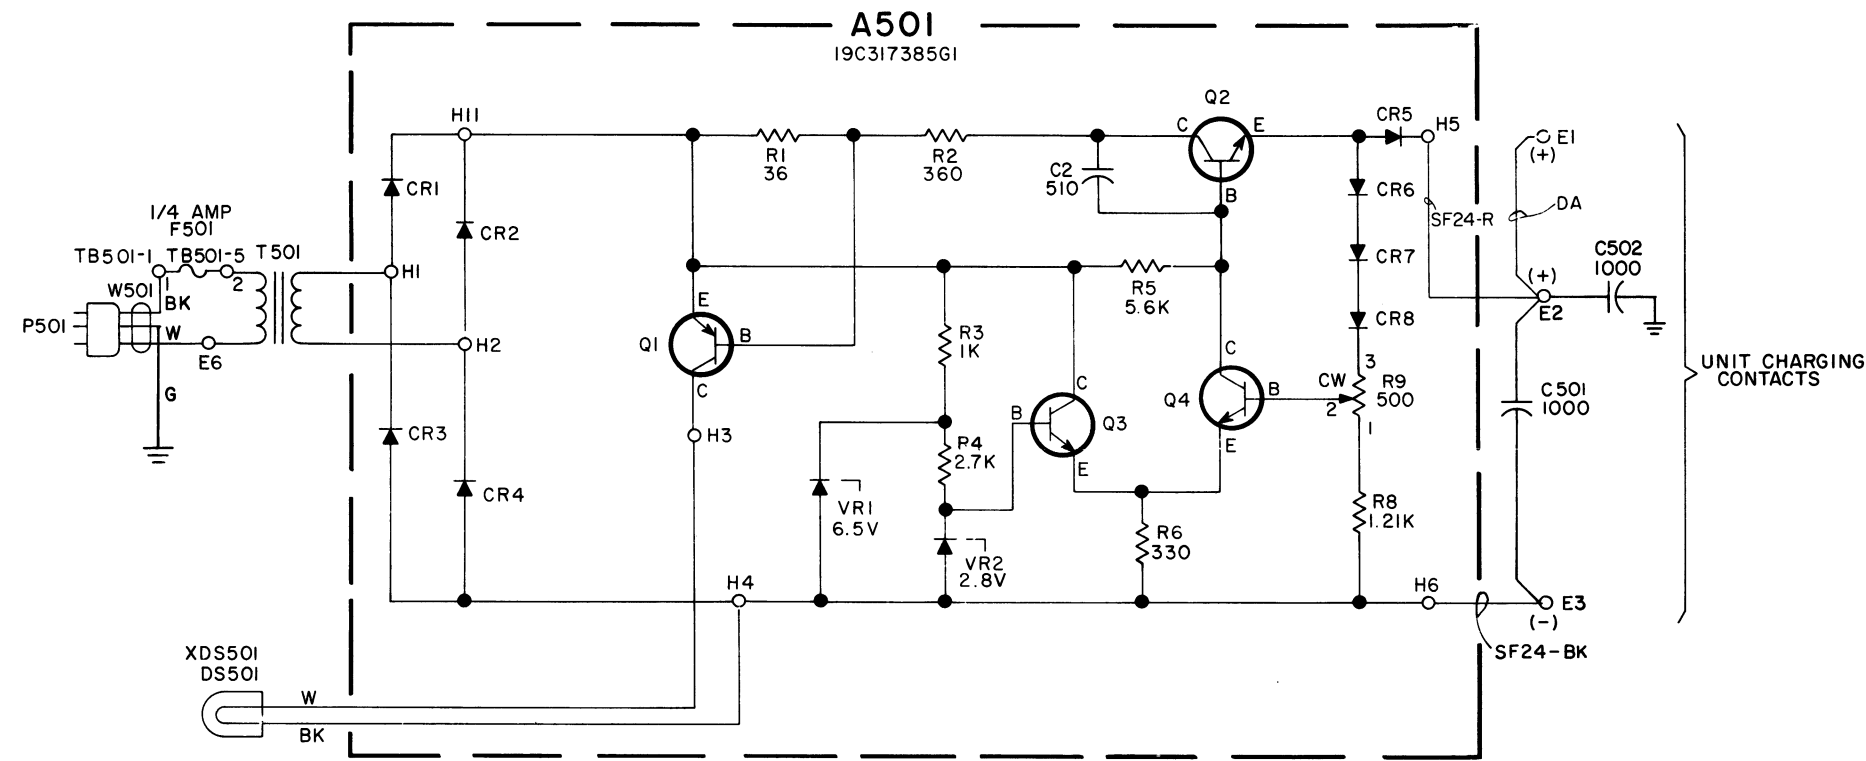 A501
19C317385G1
H11
Q2
C
E
B
CR5
H5
E1
(+)
R1
36
R2
360
C2
510
CR1
CR2
CR6
SF24-R
DA
1/4 AMP
F501
TB501-1
TB501-5
T501
H1
CR7
C502
1000
(+)
E2
W501
1
2
BK
P501
W
E6
G
H2
E
Q1
B
C
R5
5.6K
R3
1K
CR8
3
CW
2
R9
500
1
UNIT CHARGING
CONTACTS
C
Q4
B
E
C501
1000
C
B
Q3
E
CR3
H3
R4
2.7K
CR4
VR1
6.5V
R8
1.21K
R6
330
VR2
2.8V
H4
H6
E3
(-)
SF24-BK
XDS501
DS501
W
BK